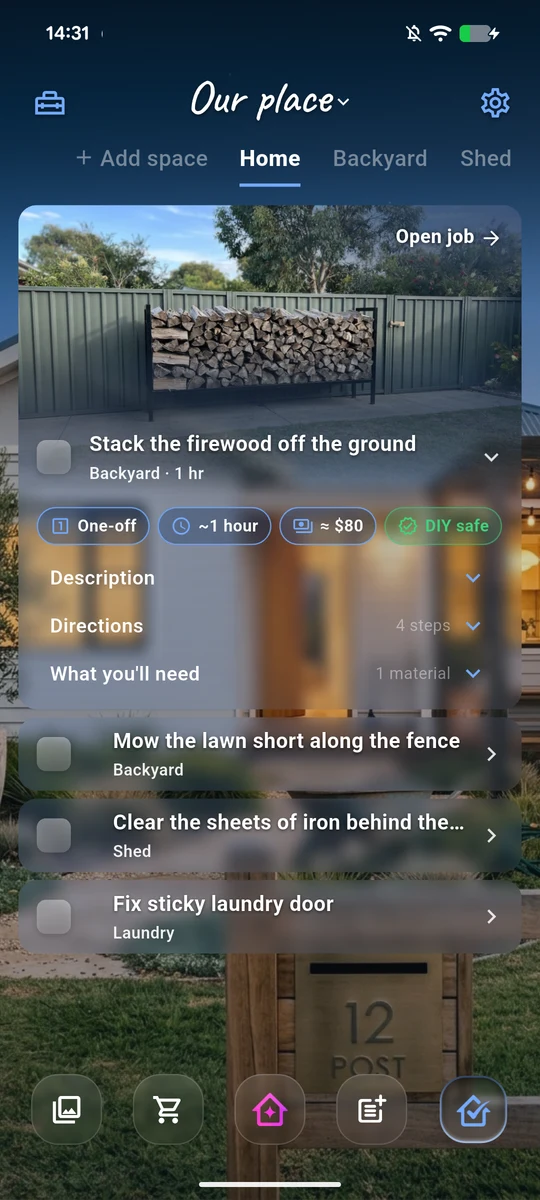 14:31
Our place
+ Add space
Home
Backyard
Shed
Open job →
Stack the firewood off the ground
Backyard · 1 hr
1 One-off
~1 hour
≈ $80
DIY safe
Description
Directions
4 steps
What you'll need
1 material
Mow the lawn short along the fence
Backyard
Clear the sheets of iron behind the…
Shed
Fix sticky laundry door
Laundry
12
POST